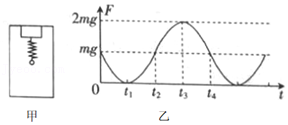 F
2mg
mg
0
t₁ t₂ t₃ t₄ t
甲 乙